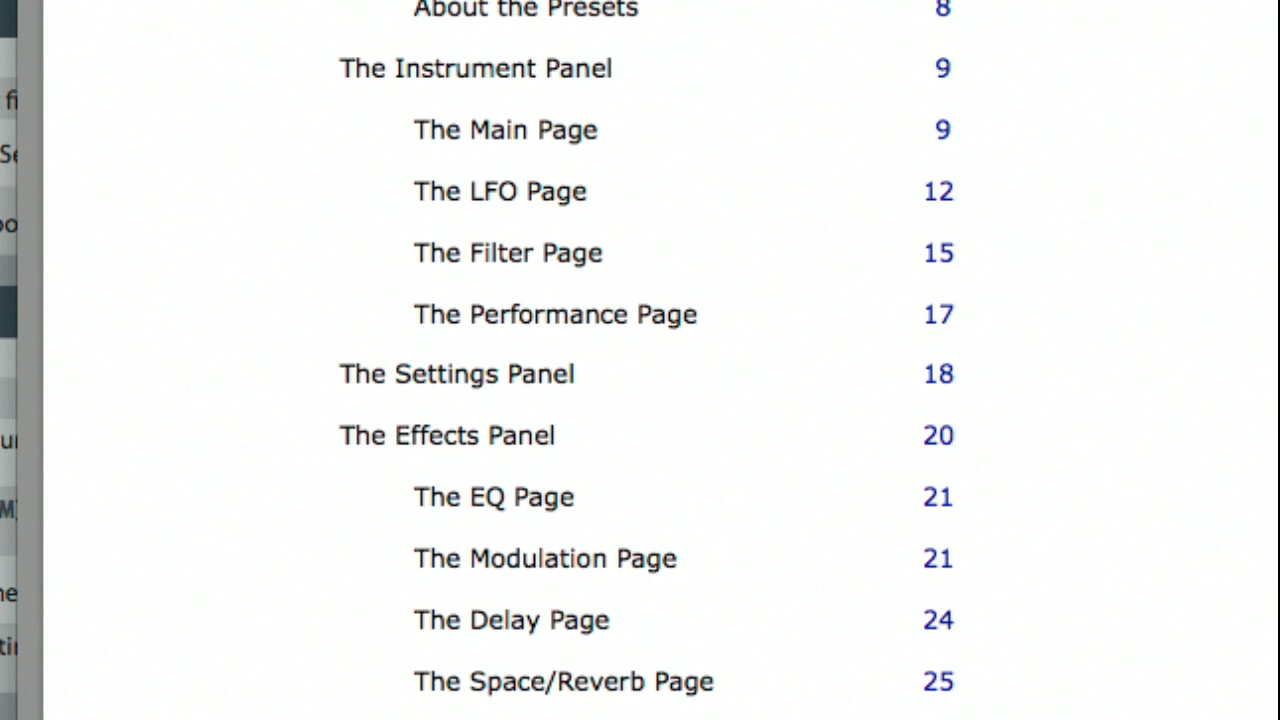 About the Presets 8
The Instrument Panel 9
The Main Page 9
The LFO Page 12
The Filter Page 15
The Performance Page 17
The Settings Panel 18
The Effects Panel 20
The EQ Page 21
The Modulation Page 21
The Delay Page 24
The Space/Reverb Page 25